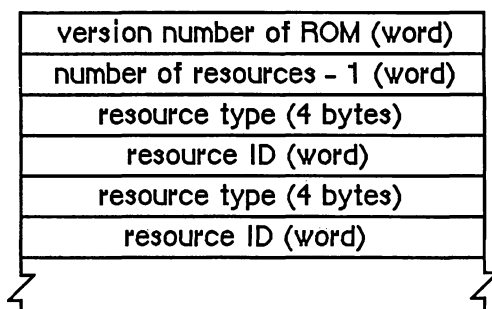 version number of ROM (word)
number of resources - 1 (word)
resource type (4 bytes)
resource ID (word)
resource type (4 bytes)
resource ID (word)